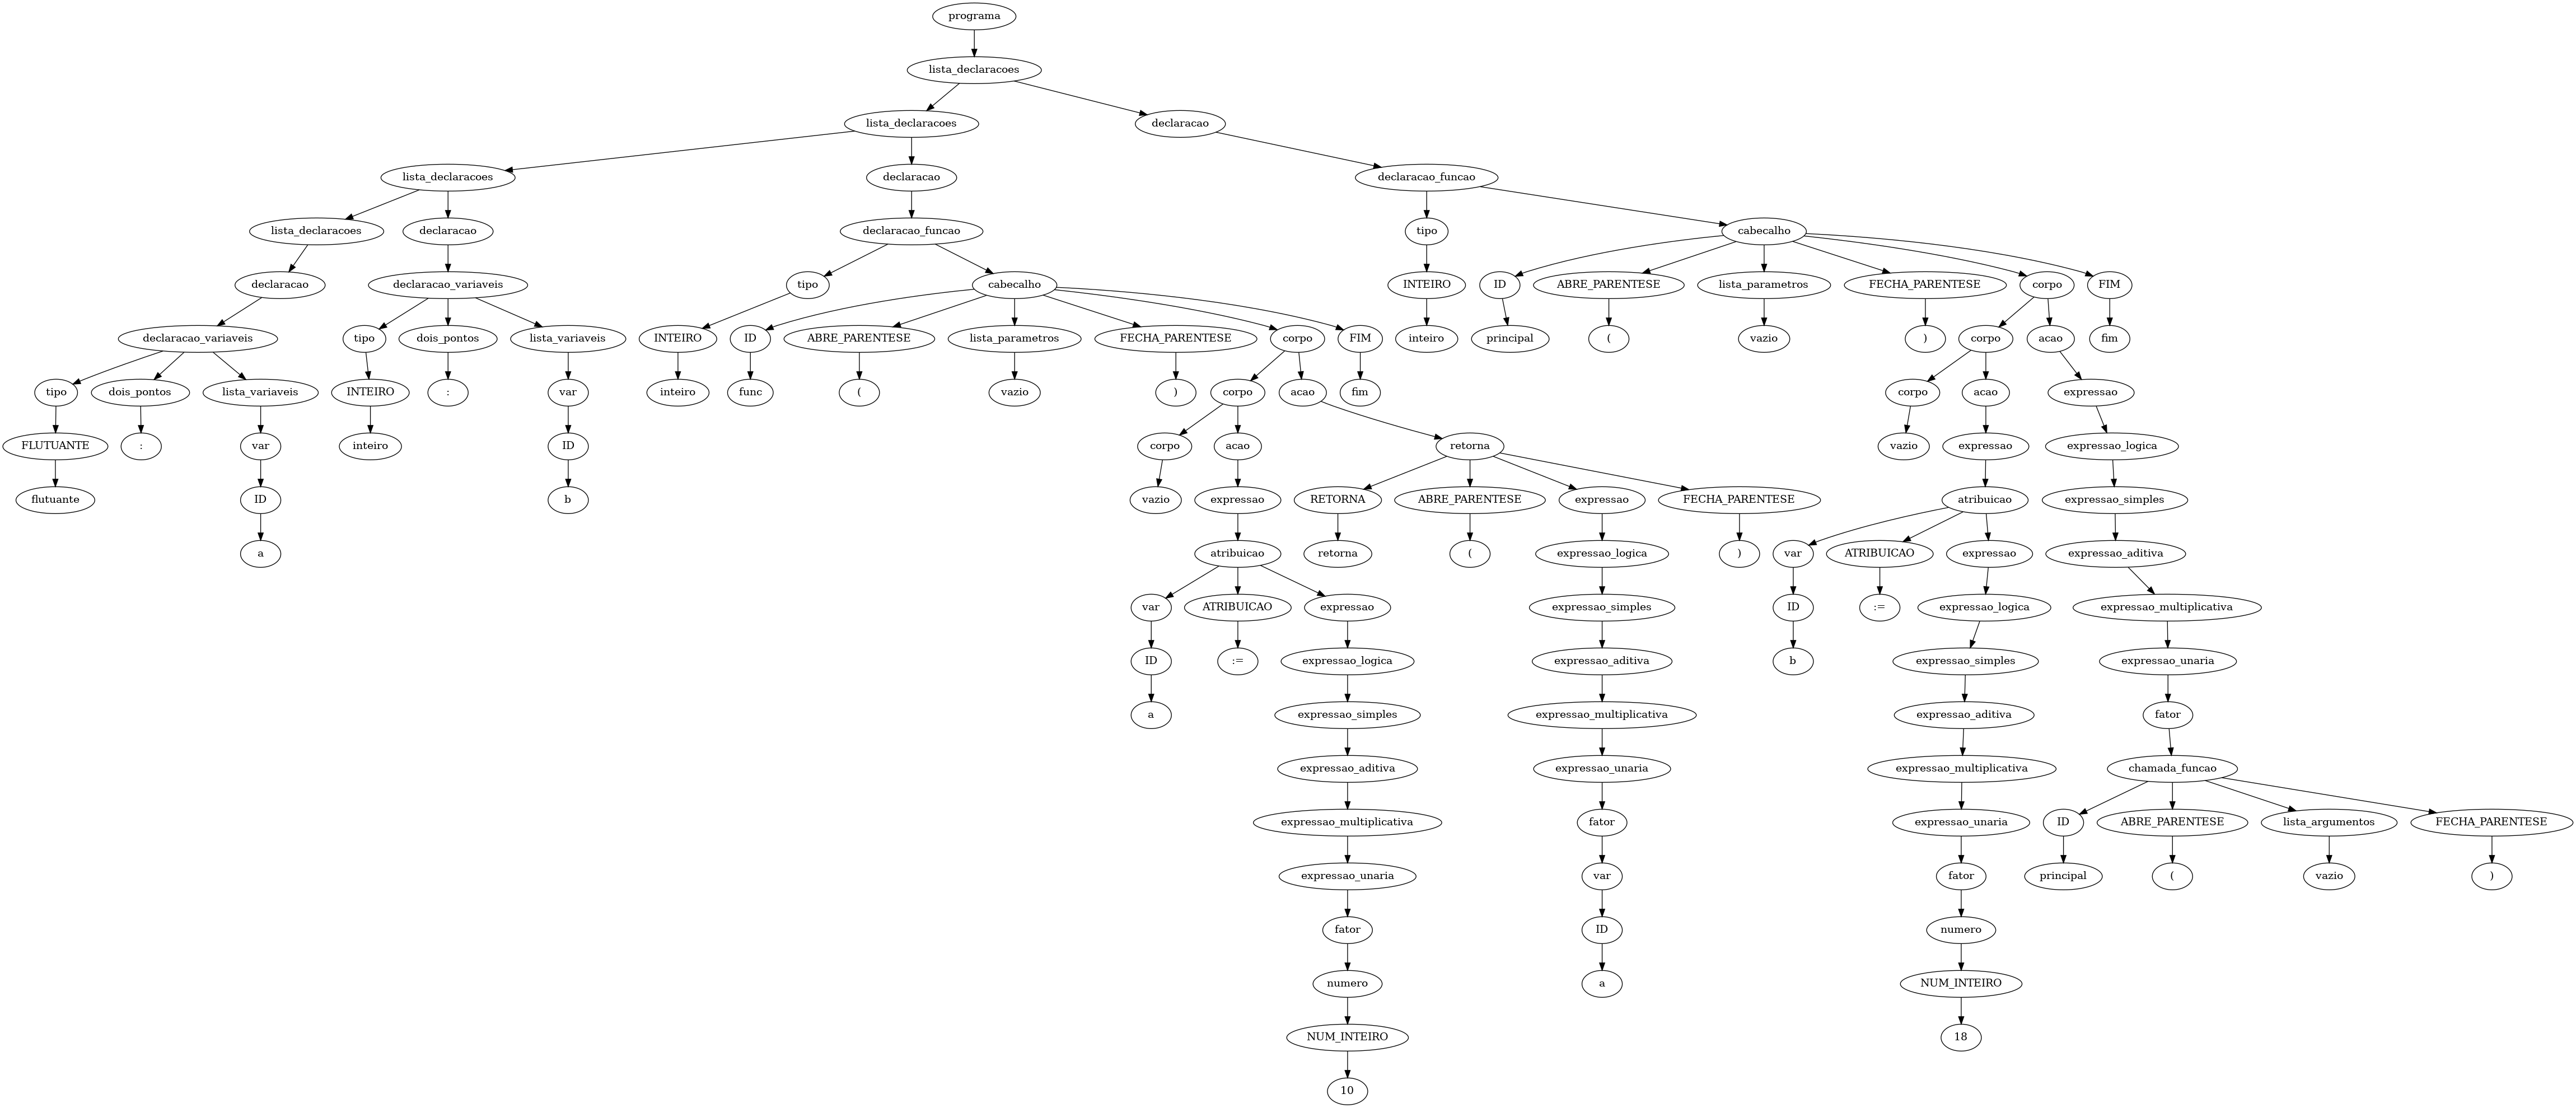 programa
lista_declaracoes
lista_declaracoes declaracao
lista_declaracoes declaracao declaracao_funcao
lista_declaracoes declaracao declaracao_funcao tipo cabecalho
declaracao declaracao_variaveis tipo cabecalho INTEIRO ID ABRE_PARENTESE lista_parametros FECHA_PARENTESE corpo FIM
declaracao_variaveis tipo dois_pontos lista_variaveis INTEIRO ID ABRE_PARENTESE lista_parametros FECHA_PARENTESE corpo FIM inteiro principal ( vazio ) corpo acao fim
tipo dois_pontos lista_variaveis INTEIRO : var inteiro func ( vazio ) corpo acao fim corpo acao expressao
FLUTUANTE : var inteiro ID corpo acao retorna vazio expressao expressao_logica
flutuante ID b vazio expressao RETORNA ABRE_PARENTESE expressao FECHA_PARENTESE atribuicao expressao_simples
a atribuicao retorna ( expressao_logica ) var ATRIBUICAO expressao expressao_aditiva
var ATRIBUICAO expressao expressao_simples ID := expressao_logica expressao_multiplicativa
ID := expressao_logica expressao_aditiva b expressao_simples expressao_unaria
a expressao_simples expressao_multiplicativa expressao_aditiva fator
expressao_aditiva expressao_unaria expressao_multiplicativa chamada_funcao
expressao_multiplicativa fator expressao_unaria ID ABRE_PARENTESE lista_argumentos FECHA_PARENTESE
expressao_unaria var fator principal ( vazio )
fator ID numero
numero a NUM_INTEIRO
NUM_INTEIRO 18
10